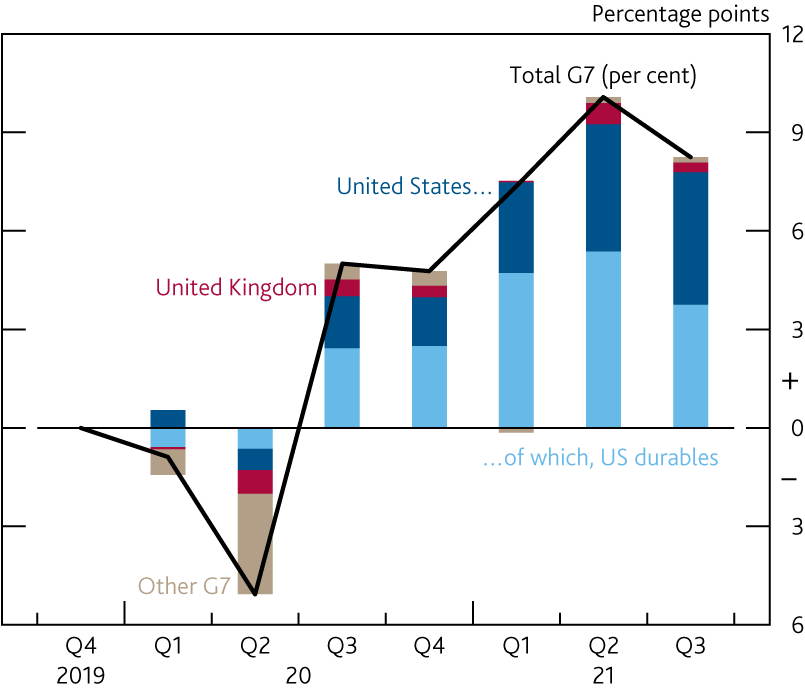 Percentage points
12
Total G7 (per cent)
9
United States…
6
United Kingdom
3
+
0
…of which, US durables
–
3
Other G7
6
Q4 Q1 Q2 Q3 Q4 Q1 Q2 Q3
2019 20 21